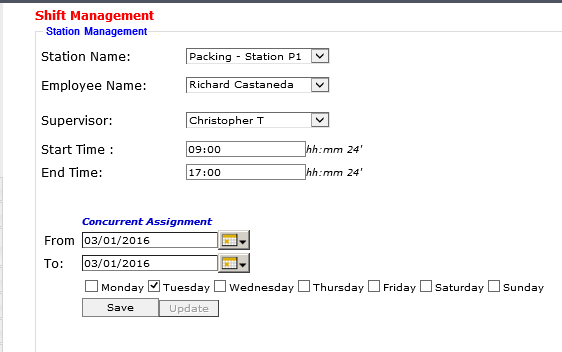 Shift Management
Station Management
Station Name: Packing - Station P1
Employee Name: Richard Castaneda
Supervisor: Christopher T
Start Time : 09:00 hh:mm 24'
End Time: 17:00 hh:mm 24'
Concurrent Assignment
From 03/01/2016
To: 03/01/2016
Monday Tuesday Wednesday Thursday Friday Saturday Sunday
Save Update